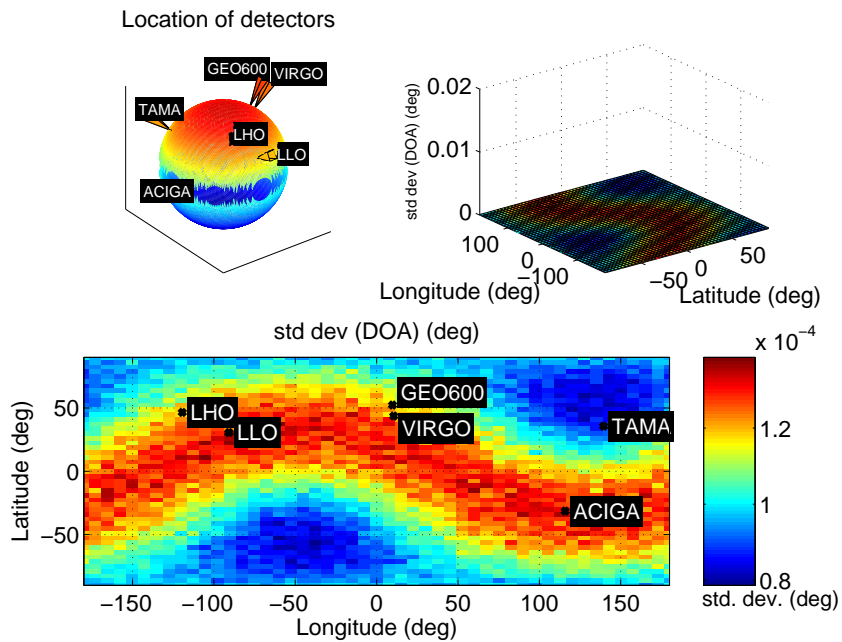 Location of detectors
GEO600
VIRGO
TAMA
LHO
LLO
ACIGA
std dev (DOA) (deg)
0.02
0.01
0
100
0
−100
Longitude (deg)
50
0
−50
Latitude (deg)
std dev (DOA) (deg)
x 10⁻⁴
Latitude (deg)
50
0
−50
LHO
LLO
GEO600
VIRGO
TAMA
ACIGA
−150
−100
−50
0
50
100
150
Longitude (deg)
1.2
1
0.8
std. dev. (deg)